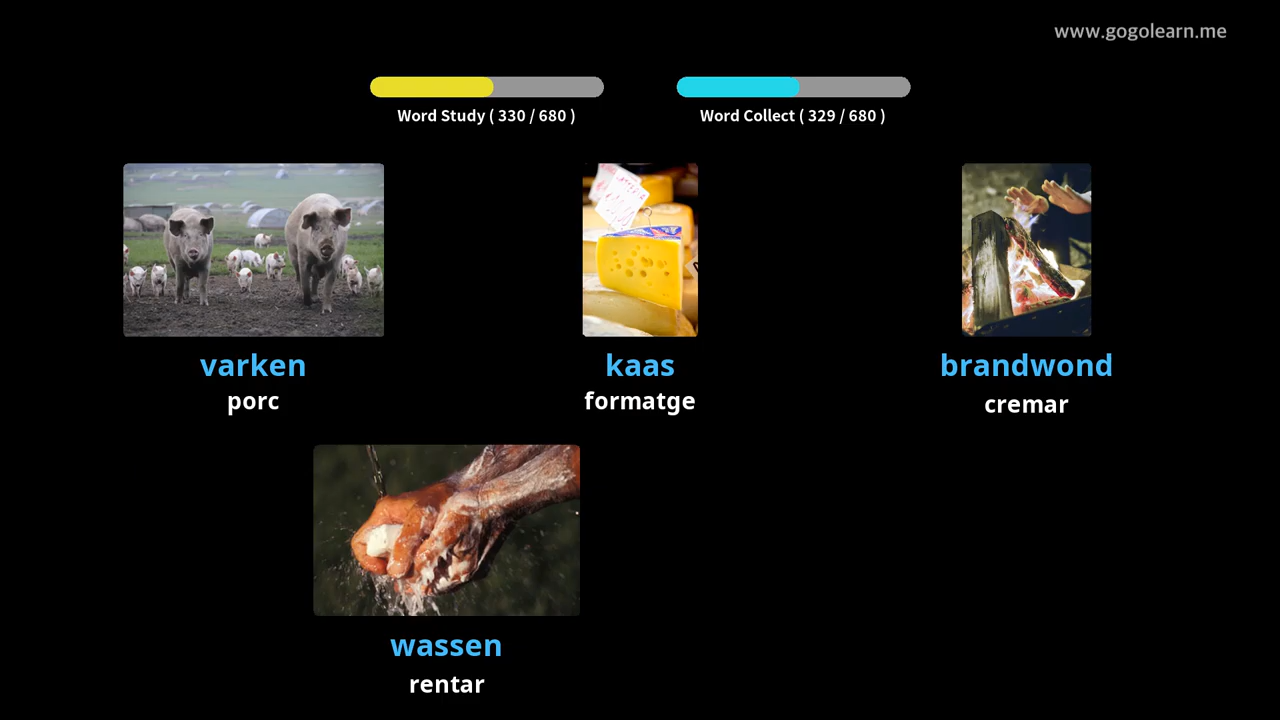 www.gogolearn.me
Word Study ( 330 / 680 )
Word Collect ( 329 / 680 )
varken
porc
kaas
formatge
brandwond
cremar
wassen
rentar